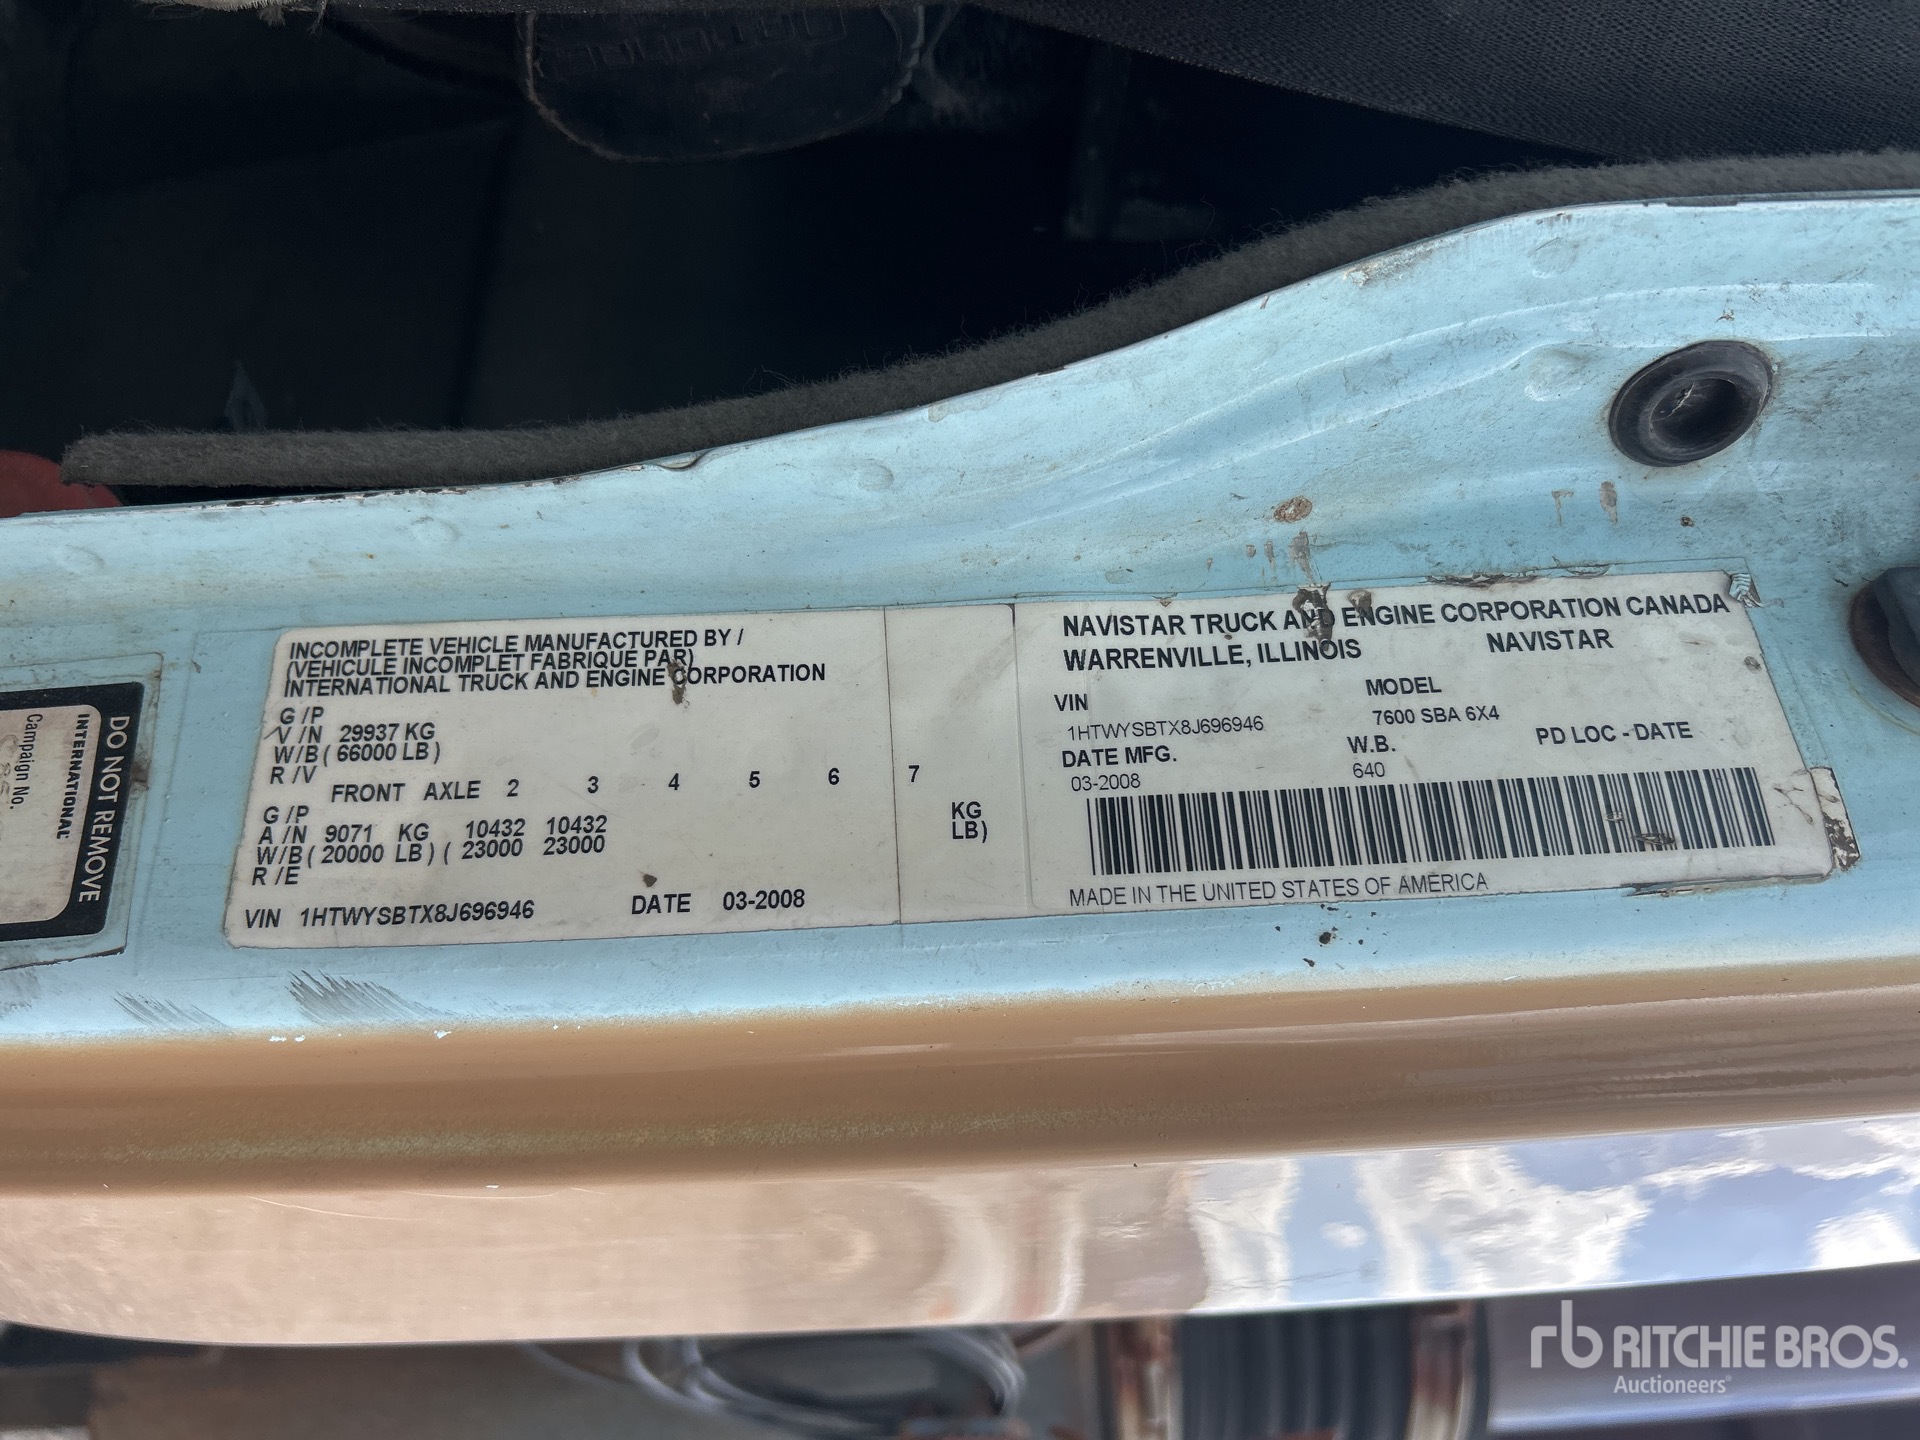 INCOMPLETE VEHICLE MANUFACTURED BY /
(VEHICULE INCOMPLET FABRIQUE PAR)
INTERNATIONAL TRUCK AND ENGINE CORPORATION
G /P
V /N 29937 KG
W/B ( 66000 LB)
R /V
FRONT AXLE 2 3 4 5 6 7
G /P
A /N 9071 KG 10432 10432 KG
W/B ( 20000 LB) ( 23000 23000 LB)
R /E
VIN 1HTWYSBTX8J696946 DATE 03-2008
NAVISTAR TRUCK AND ENGINE CORPORATION CANADA
WARRENVILLE, ILLINOIS NAVISTAR
VIN MODEL
1HTWYSBTX8J696946 7600 SBA 6X4
DATE MFG. W.B. PD LOC - DATE
03-2008 640
MADE IN THE UNITED STATES OF AMERICA
DO NOT REMOVE
INTERNATIONAL
Campaign No.
rb RITCHIE BROS.
Auctioneers